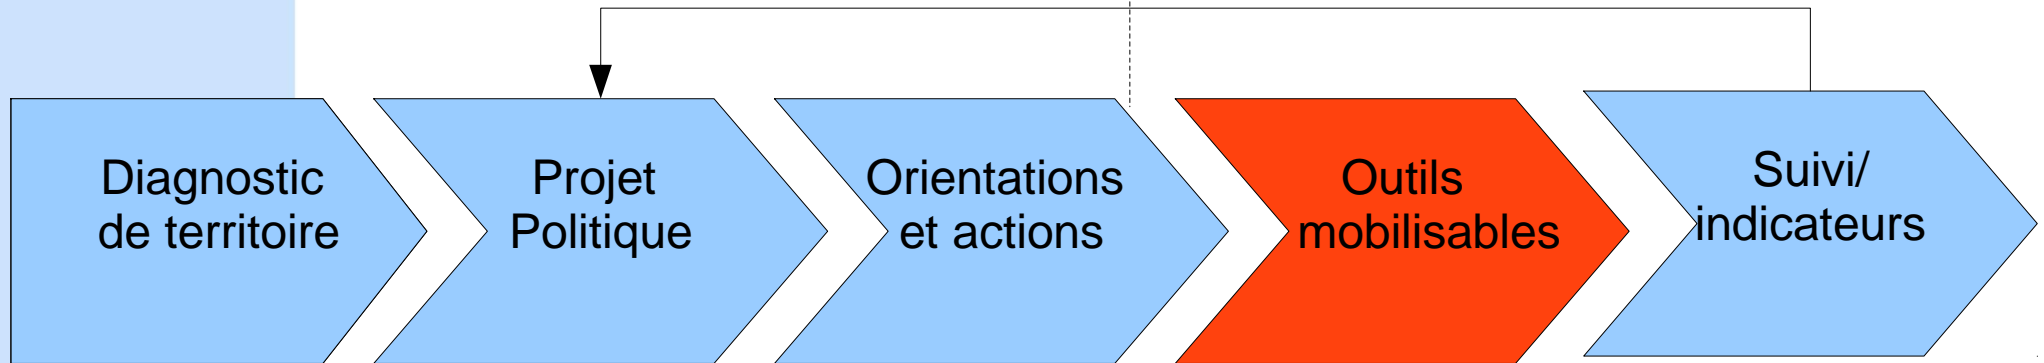 Diagnostic
de territoire
Projet
Politique
Orientations
et actions
Outils
mobilisables
Suivi/
indicateurs